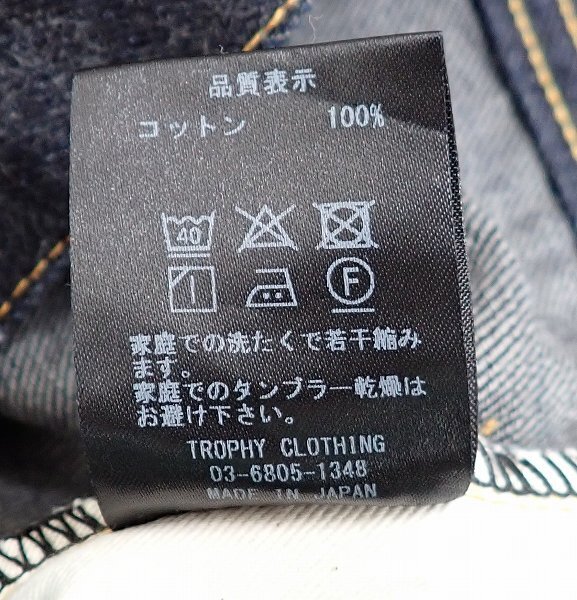 品質表示
コットン 100%
40
F
家庭での洗たくで若干縮み
ます。
家庭でのタンブラー乾燥は
お避け下さい。
TROPHY CLOTHING
03-6805-1348
MADE IN JAPAN